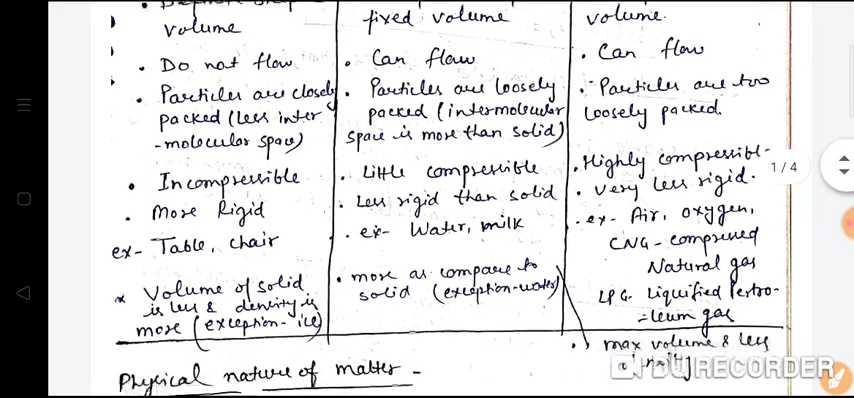 volume
• Do not flow
• Particles are closely
packed (less inter
-molecular space)
• Incompressible
• More Rigid
ex- Table, chair
* Volume of solid
is less & density is
more (exception- ice)
fixed volume
• Can flow
• Particles are loosely
packed (intermolecular
space is more than solid)
• Little compressible
• Less rigid than solid
• ex- Water, milk
• more as compare to
solid (exception-water)
volume.
• Can flow
• Particles are too
loosely packed.
• Highly compressible-
• very less rigid.
• ex- Air, oxygen,
CNG- compressed
Natural gas
LPG- Liquified Petro-
-leum gas
• max volume & less
Physical nature of matter -
1/4
DU RECORDER